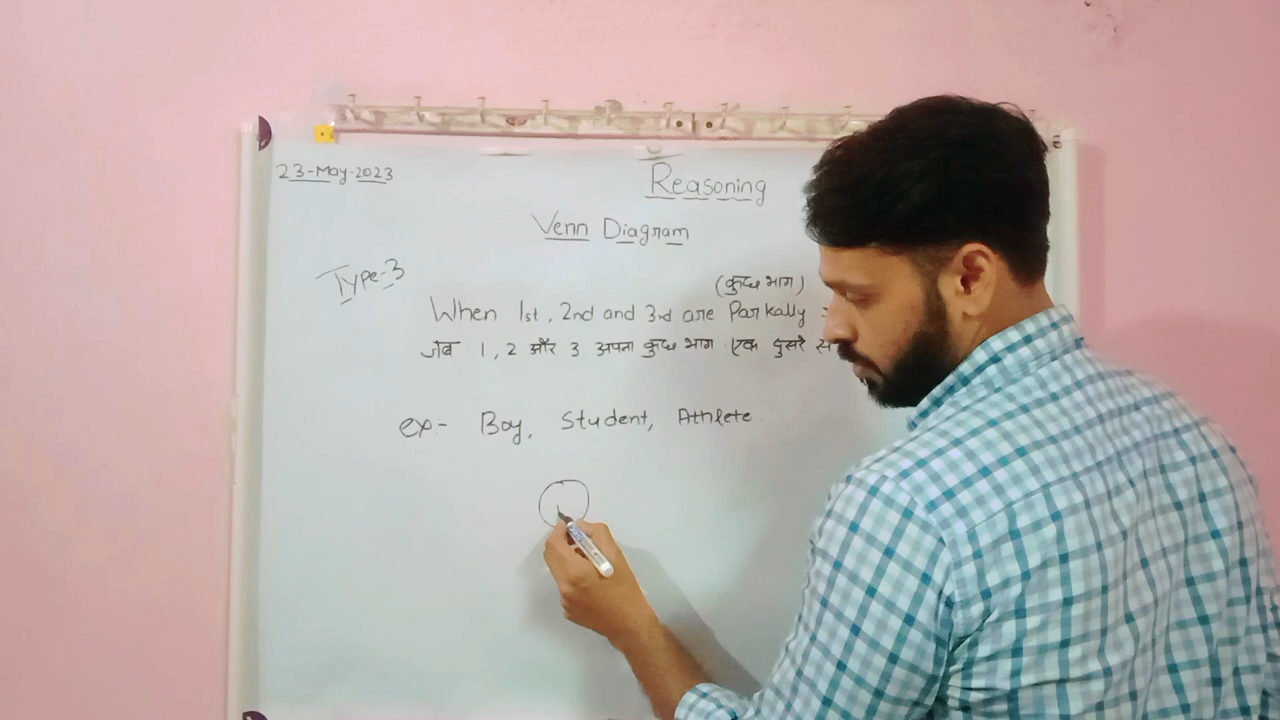 23-May-2023
Reasoning
Venn Diagram
Type-3
(कुछ भाग)
When 1st, 2nd and 3rd are Partially
जब 1, 2 और 3 अपना कुछ भाग एक दुसरे
ex:- Boy, Student, Athlete.